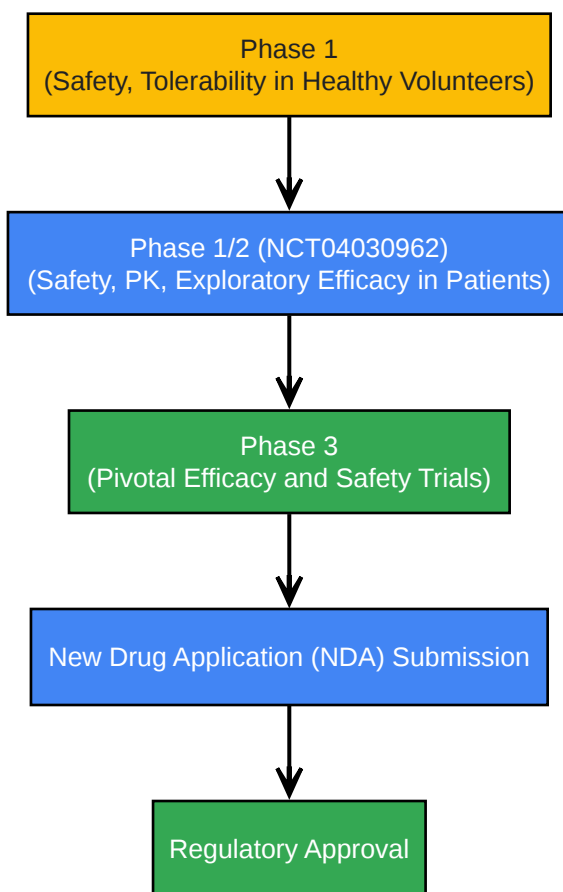 Phase 1
(Safety, Tolerability in Healthy Volunteers)
Phase 1/2 (NCT04030962)
(Safety, PK, Exploratory Efficacy in Patients)
Phase 3
(Pivotal Efficacy and Safety Trials)
New Drug Application (NDA) Submission
Regulatory Approval